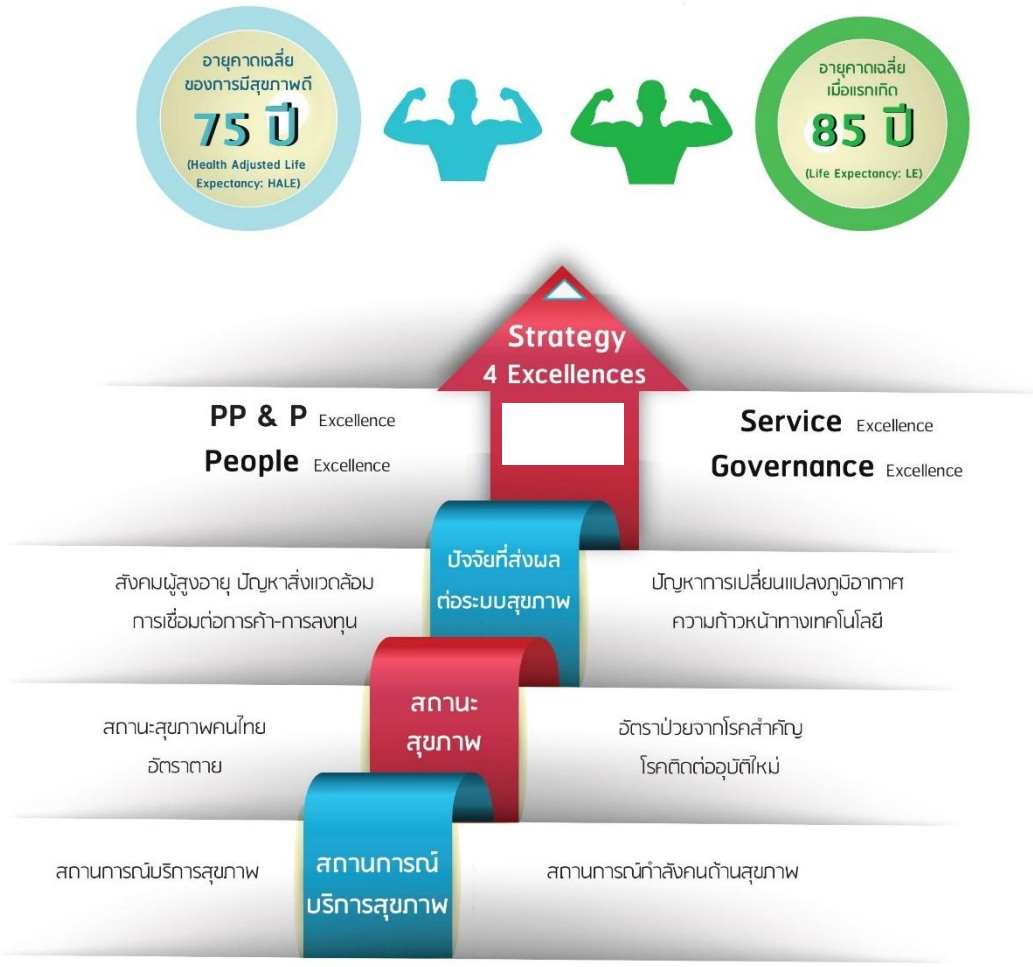 อายุคาดเฉลี่ย
ของการมีสุขภาพดี
75 ปี
(Health Adjusted Life
Expectancy: HALE)
อายุคาดเฉลี่ย
เมื่อแรกเกิด
85 ปี
(Life Expectancy: LE)
Strategy
4 Excellences
PP & P Excellence
People Excellence
Service Excellence
Governance Excellence
ปัจจัยที่ส่งผล
ต่อระบบสุขภาพ
สังคมผู้สูงอายุ ปัญหาสิ่งแวดล้อม
การเชื่อมต่อการค้า-การลงทุน
ปัญหาการเปลี่ยนแปลงภูมิอากาศ
ความก้าวหน้าทางเทคโนโลยี
สถานะ
สุขภาพ
สถานะสุขภาพคนไทย
อัตราตาย
อัตราป่วยจากโรคสำคัญ
โรคติดต่ออุบัติใหม่
สถานการณ์
บริการสุขภาพ
สถานการณ์บริการสุขภาพ
สถานการณ์กำลังคนด้านสุขภาพ